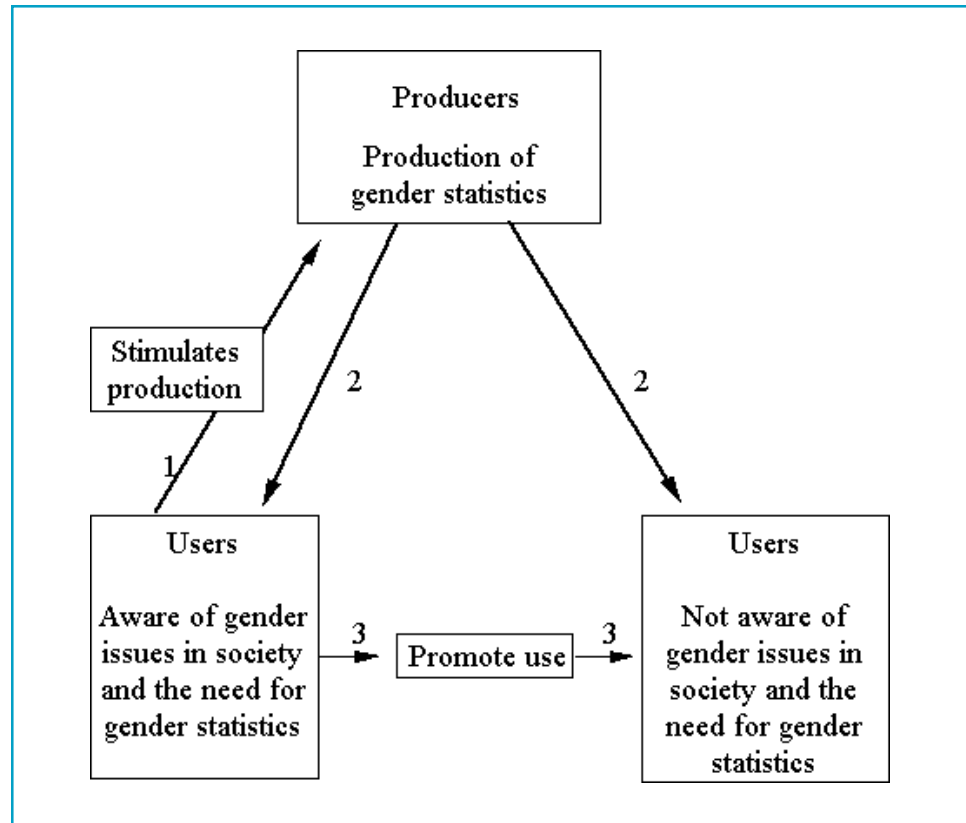 Producers
Production of
gender statistics
Stimulates
production
2
2
1
Users
Aware of gender
issues in society
and the need for
gender statistics
3
Promote use
3
Users
Not aware of
gender issues in
society and the
need for gender
statistics